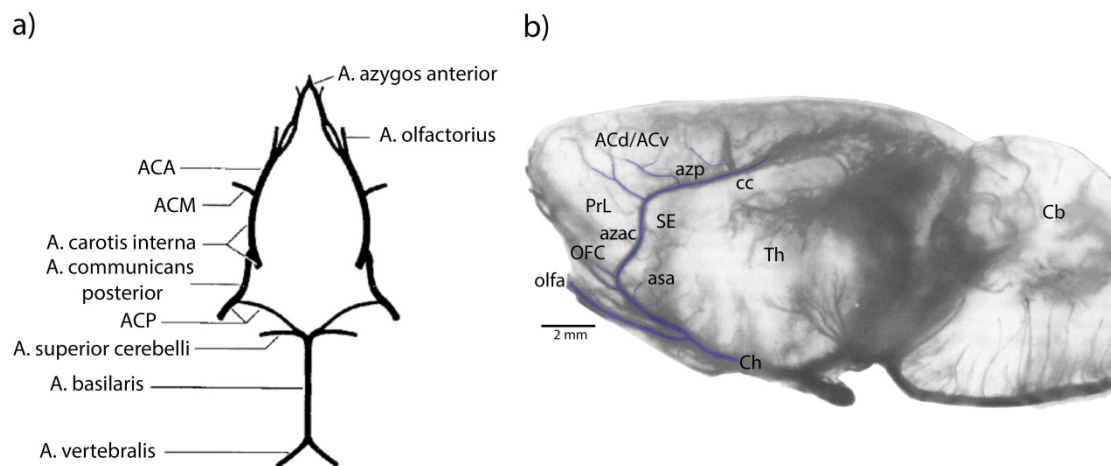 a)
A. azygos anterior
A. olfactorius
ACA
ACM
A. carotis interna
A. communicans
posterior
ACP
A. superior cerebelli
A. basilaris
A. vertebralis
b)
ACd/ACv
azp
cc
PrL
SE
azac
OFC
Th
Cb
olfa
asa
2 mm
Ch